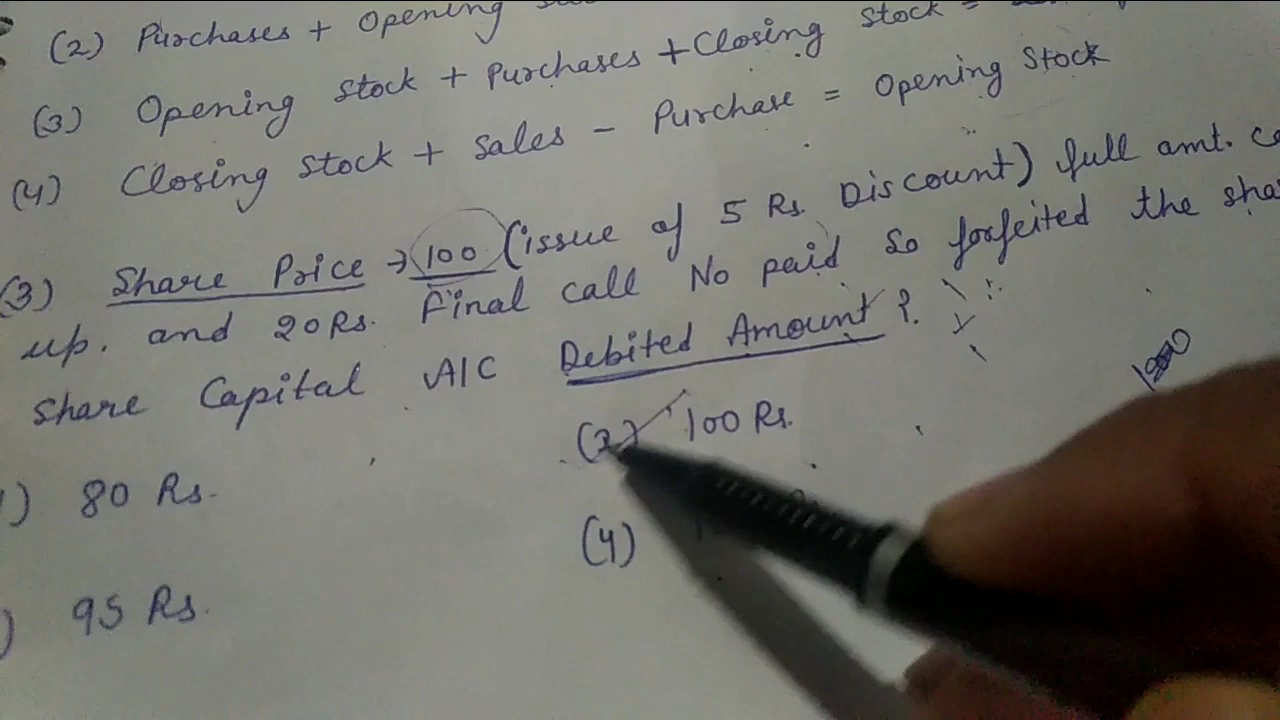 (2) Purchases + Opening
(3) Opening Stock + Purchases + Closing Stock =
(4) Closing Stock + Sales - Purchase = Opening Stock
(3) Share Price → 100 (issue of 5 Rs. Discount) full amt.
up. and 20 Rs. Final call No paid so forfeited the
Share Capital A/C Debited Amount ?
) 80 Rs. (2) 100 Rs.
(4)
) 95 Rs.